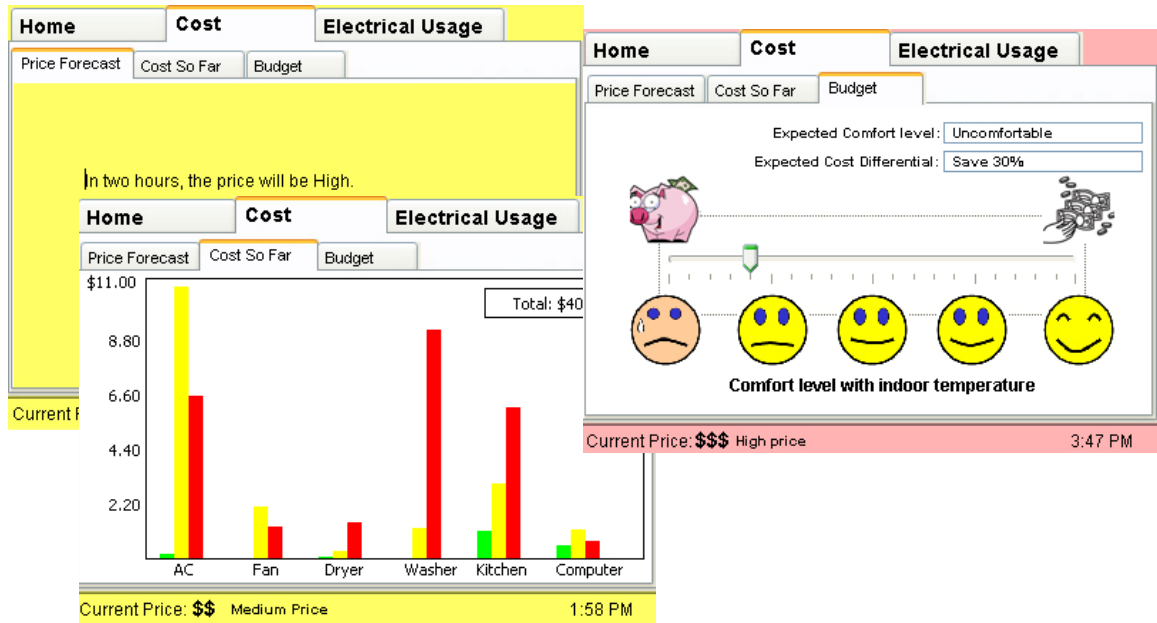 Home Cost Electrical Usage
Price Forecast Cost So Far Budget
In two hours, the price will be High.
Home Cost Electrical Usage
Price Forecast Cost So Far Budget
$11.00
Total: $40
8.80
6.60
4.40
2.20
AC Fan Dryer Washer Kitchen Computer
Current Price: $$ Medium Price 1:58 PM
Home Cost Electrical Usage
Price Forecast Cost So Far Budget
Expected Comfort level: Uncomfortable
Expected Cost Differential: Save 30%
Comfort level with indoor temperature
Current Price: $$$ High price 3:47 PM
Current